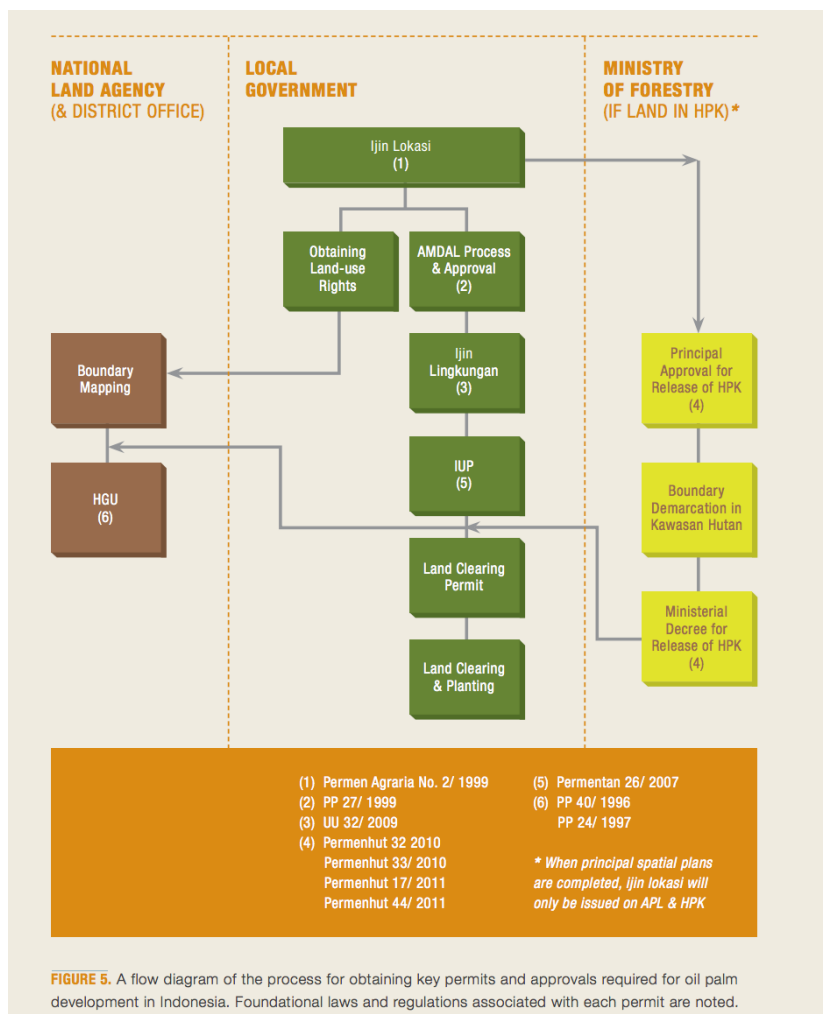 NATIONAL
LAND AGENCY
(& DISTRICT OFFICE)
LOCAL
GOVERNMENT
MINISTRY
OF FORESTRY
(IF LAND IN HPK)*
Ijin Lokasi
(1)
Obtaining
Land-use
Rights
AMDAL Process
& Approval
(2)
Boundary
Mapping
Ijin
Lingkungan
(3)
Principal
Approval for
Release of HPK
(4)
HGU
(6)
IUP
(5)
Boundary
Demarcation in
Kawasan Hutan
Land Clearing
Permit
Ministerial
Decree for
Release of HPK
(4)
Land Clearing
& Planting
(1) Permen Agraria No. 2/ 1999
(2) PP 27/ 1999
(3) UU 32/ 2009
(4) Permenhut 32 2010
Permenhut 33/ 2010
Permenhut 17/ 2011
Permenhut 44/ 2011
(5) Permentan 26/ 2007
(6) PP 40/ 1996
PP 24/ 1997
* When principal spatial plans
are completed, ijin lokasi will
only be issued on APL & HPK
FIGURE 5. A flow diagram of the process for obtaining key permits and approvals required for oil palm
development in Indonesia. Foundational laws and regulations associated with each permit are noted.